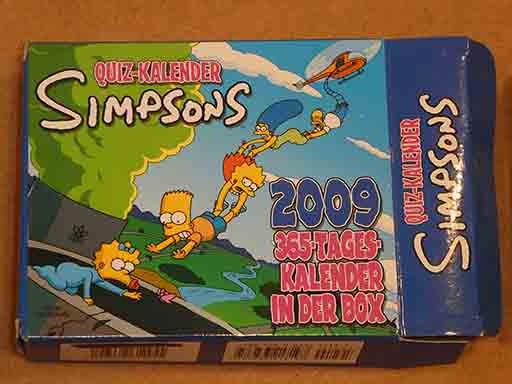 QUIZ-KALENDER
SIMPSONS
2009
365-TAGES-
KALENDER
IN DER BOX
QUIZ-KALENDER
SIMPSONS